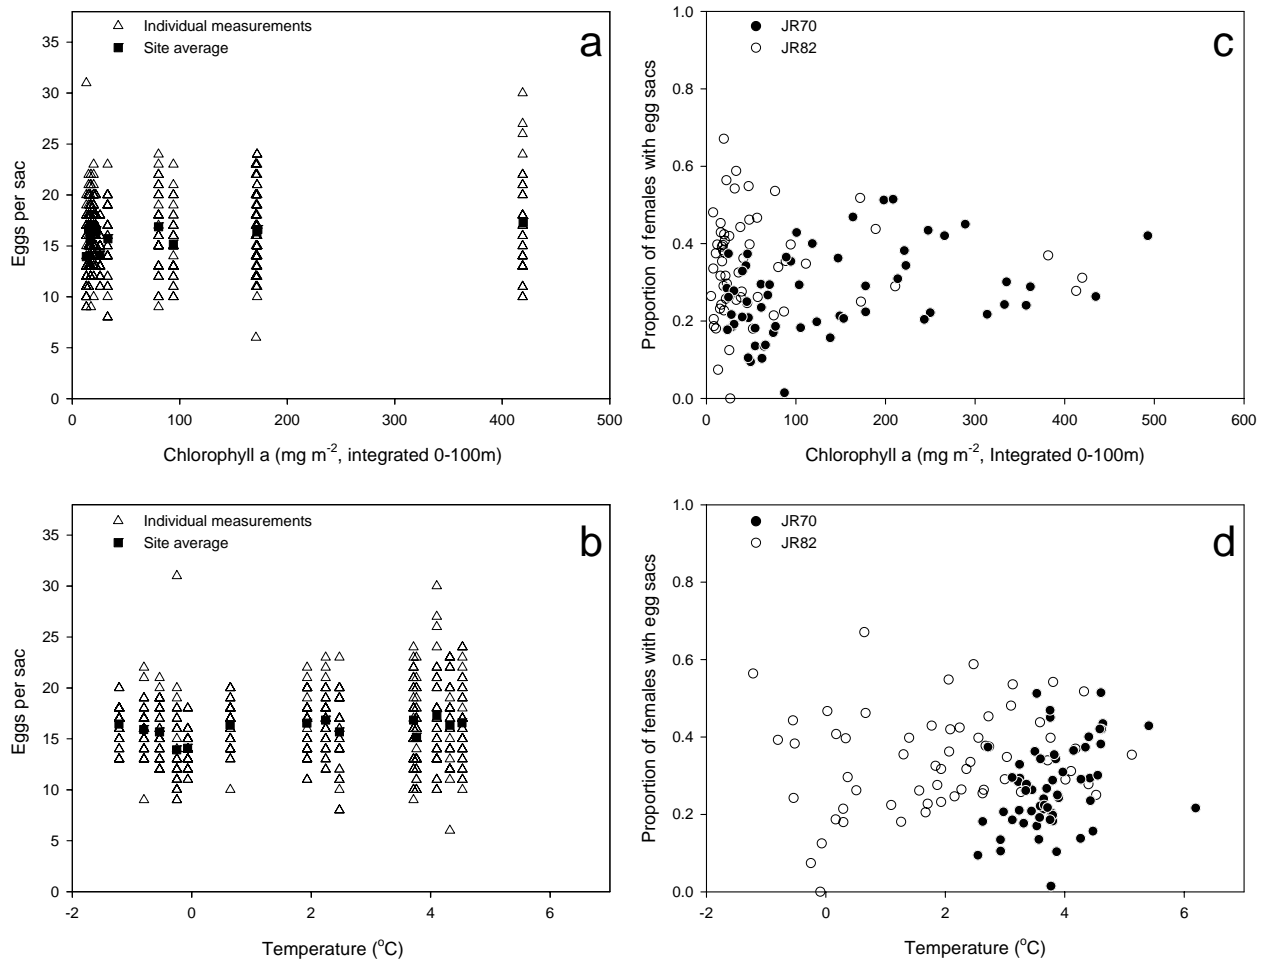 Individual measurements
Site average
a
35
30
25
20
15
10
5
0
Eggs per sac
0 100 200 300 400 500
Chlorophyll a (mg m-2, integrated 0-100m)
JR70
JR82
c
1.0
0.8
0.6
0.4
0.2
0.0
Proportion of females with egg sacs
0 100 200 300 400 500 600
Chlorophyll a (mg m-2, Integrated 0-100m)
Individual measurements
Site average
b
35
30
25
20
15
10
5
0
Eggs per sac
-2 0 2 4 6
Temperature (oC)
JR70
JR82
d
1.0
0.8
0.6
0.4
0.2
0.0
Proportion of females with egg sacs
-2 0 2 4 6
Temperature (oC)